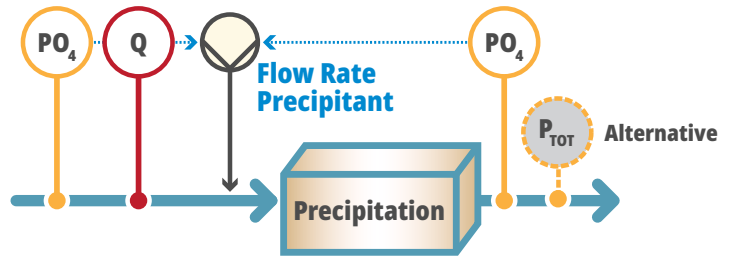 PO4
Q
PO4
Flow Rate
Precipitant
PTOT
Alternative
Precipitation